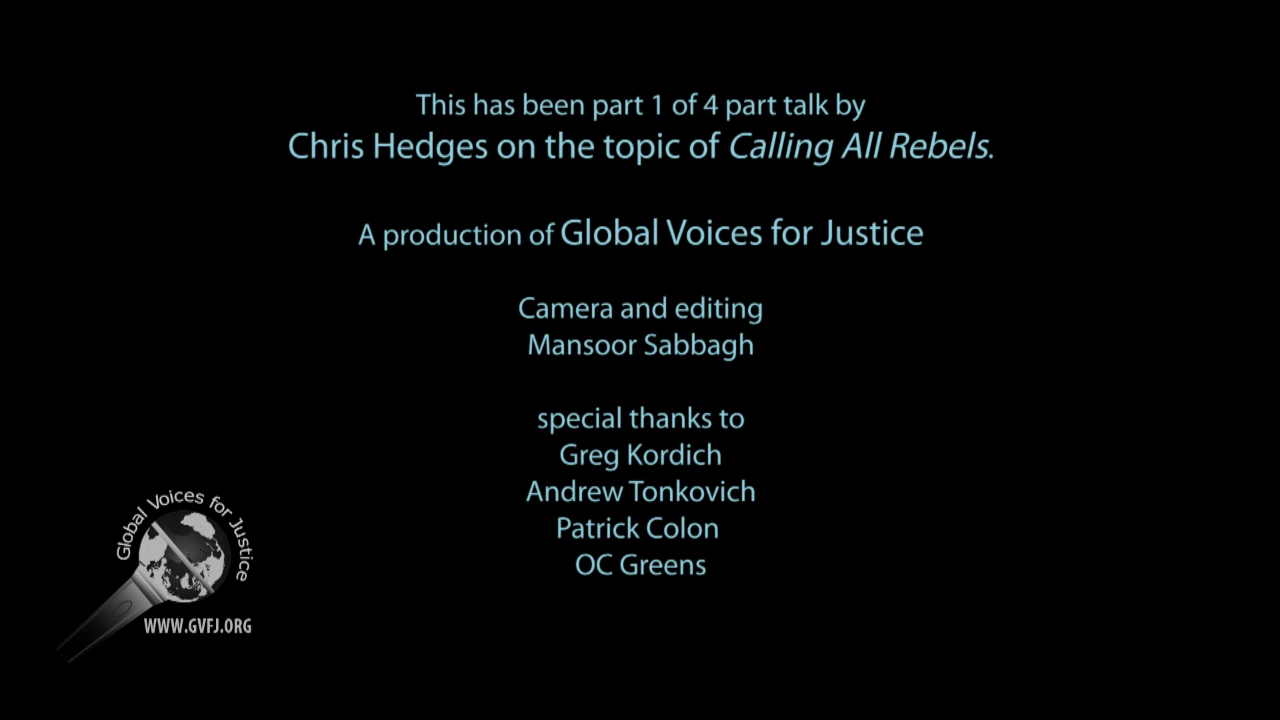 This has been part 1 of 4 part talk by
Chris Hedges on the topic of Calling All Rebels.
A production of Global Voices for Justice
Camera and editing
Mansoor Sabbagh
special thanks to
Greg Kordich
Andrew Tonkovich
Patrick Colon
OC Greens
Global Voices for Justice
WWW.GVFJ.ORG